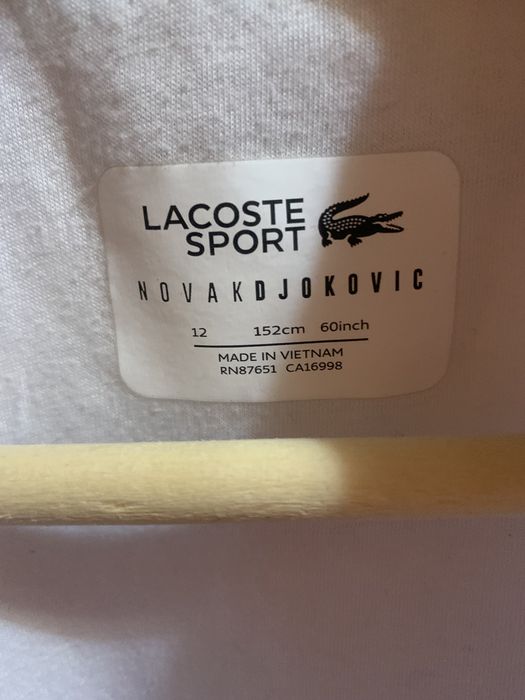 LACOSTE
SPORT
NOVAKDJOKOVIC
12 152cm 60inch
MADE IN VIETNAM
RN87651 CA16998